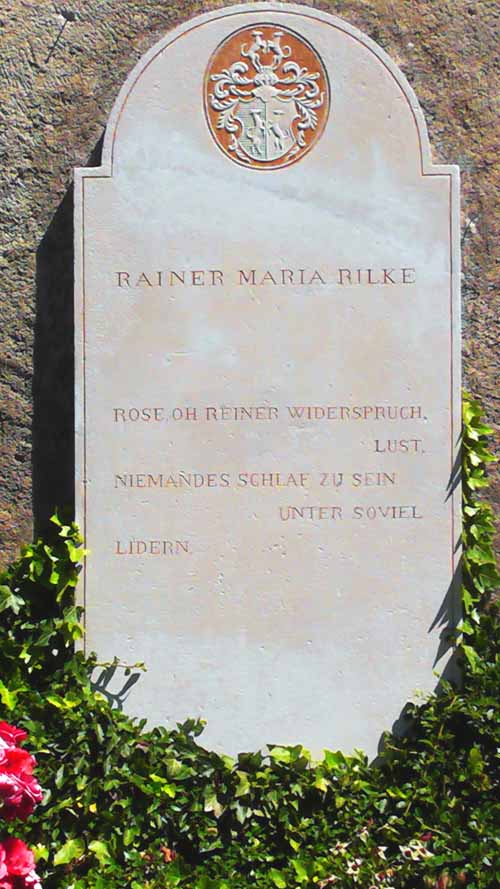 RAINER MARIA RILKE
ROSE, OH REINER WIDERSPRUCH,
LUST,
NIEMANDES SCHLAF ZU SEIN
UNTER SOVIEL
LIDERN.